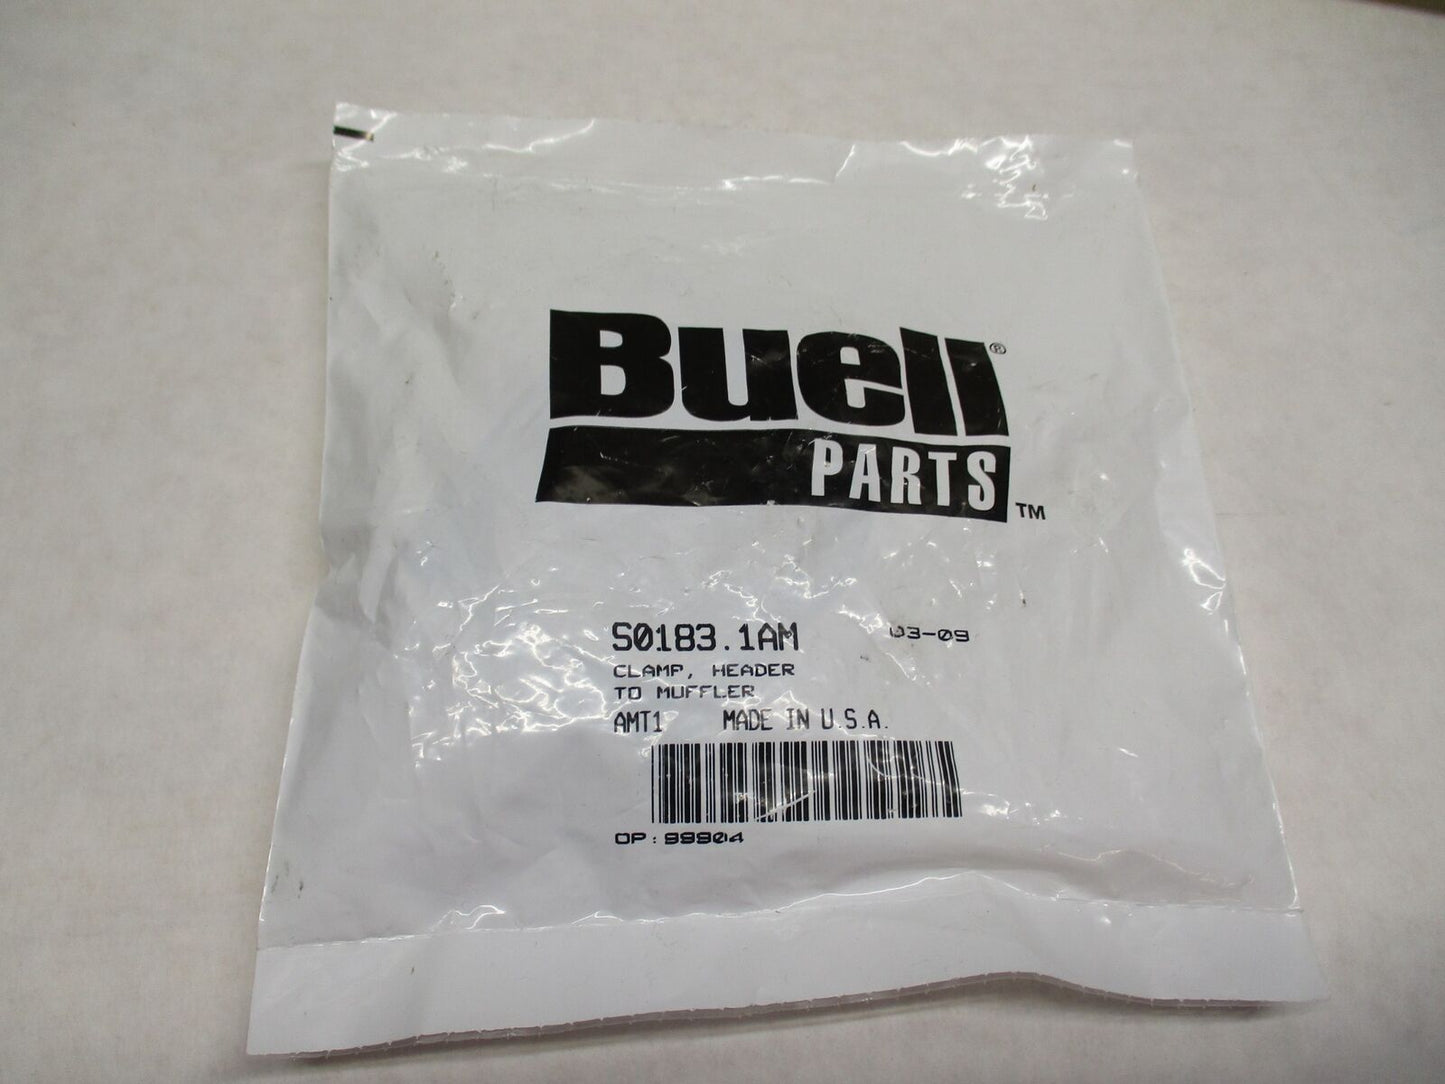 Buell®
PARTS™
S0183.1AM 03-09
CLAMP, HEADER
TO MUFFLER
AMT1 MADE IN U.S.A.
OP:99904